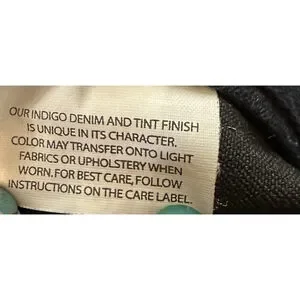 OUR INDIGO DENIM AND TINT FINISH
IS UNIQUE IN ITS CHARACTER.
COLOR MAY TRANSFER ONTO LIGHT
FABRICS OR UPHOLSTERY WHEN
WORN. FOR BEST CARE, FOLLOW
INSTRUCTIONS ON THE CARE LABEL.